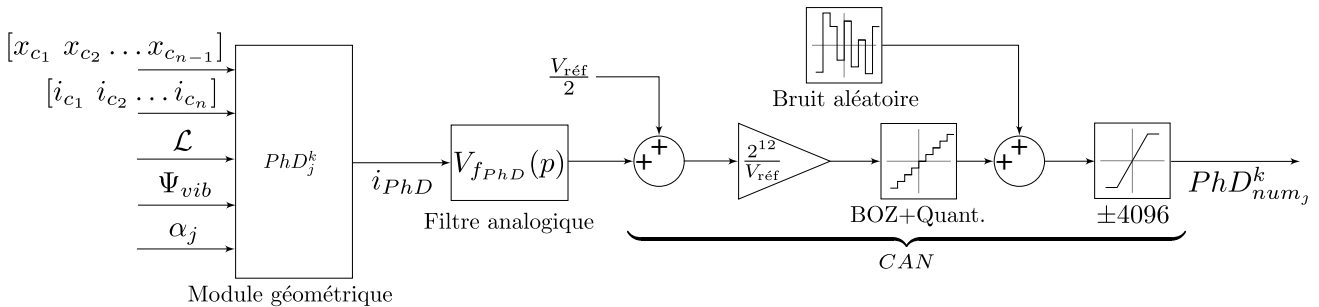 [x_{c_1} x_{c_2} … x_{c_{n-1}}]
[i_{c_1} i_{c_2} … i_{c_n}]
ℒ
Ψ_{vib}
α_j
PhD_j^k
Module géométrique
i_{PhD}
V_{f_{PhD}}(p)
Filtre analogique
V_{réf}/2
+
+
2^{12}/V_{réf}
BOZ+Quant.
Bruit aléatoire
+
+
±4096
CAN
PhD^k_{num_j}